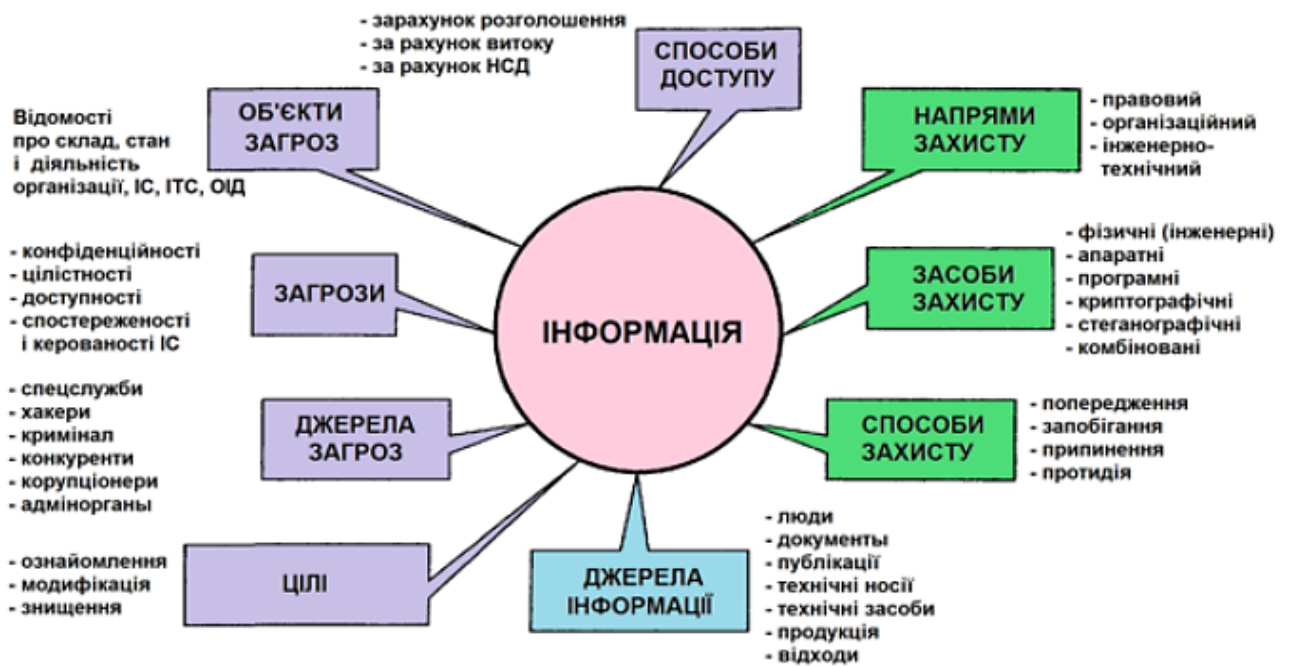 - зарахунок розголошення
- за рахунок витоку
- за рахунок НСД
СПОСОБИ
ДОСТУПУ
Відомості
про склад, стан
і діяльність
організації, ІС, ІТС, ОІД
ОБ'ЄКТИ
ЗАГРОЗ
НАПРЯМИ
ЗАХИСТУ
- правовий
- організаційний
- інженерно-
технічний
- конфіденційності
- цілістності
- доступності
- спостереженості
і керованості ІС
ЗАГРОЗИ
ІНФОРМАЦІЯ
ЗАСОБИ
ЗАХИСТУ
- фізичні (інженерні)
- апаратні
- програмні
- криптографічні
- стеганографічні
- комбіновані
- спецслужби
- хакери
- кримінал
- конкуренти
- корупціонери
- адмінорганы
ДЖЕРЕЛА
ЗАГРОЗ
СПОСОБИ
ЗАХИСТУ
- попередження
- запобігання
- припинення
- протидія
- ознайомлення
- модифікація
- знищення
ЦІЛІ
ДЖЕРЕЛА
ІНФОРМАЦІЇ
- люди
- документы
- публікації
- технічні носії
- технічні засоби
- продукція
- відходи